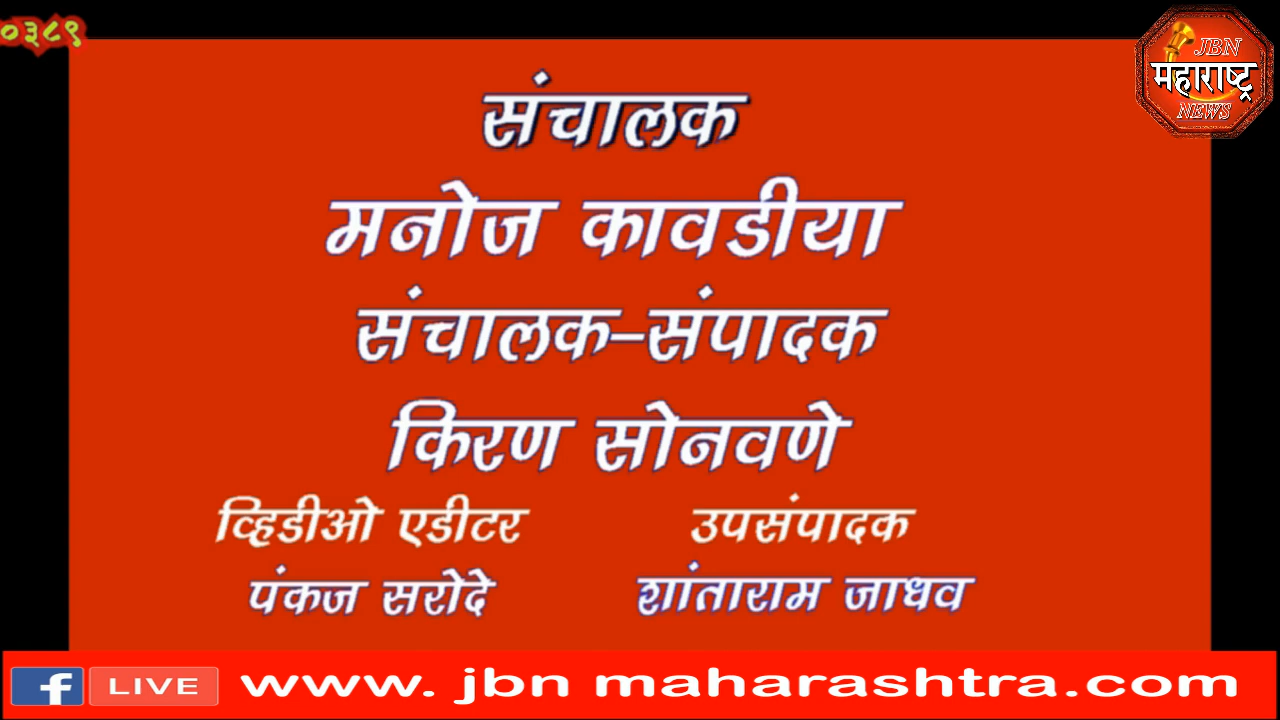 ०३८९
JBN
महाराष्ट्र
NEWS
संचालक
मनोज कावडीया
संचालक-संपादक
किरण सोनवणे
व्हिडीओ एडीटर उपसंपादक
पंकज सरोदे शांताराम जाधव
f LIVE www. jbn maharashtra.com